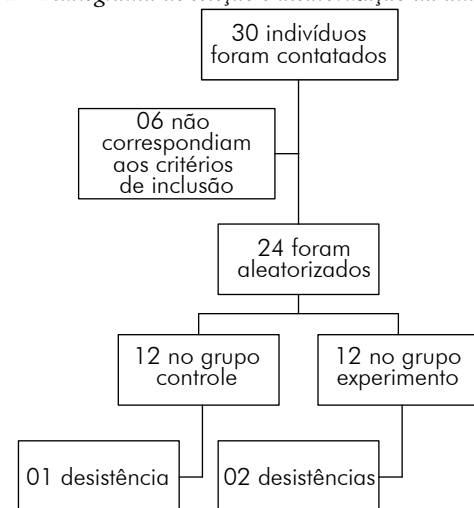 30 indivíduos
foram contatados
06 não
correspondiam
aos critérios
de inclusão
24 foram
aleatorizados
12 no grupo
controle
12 no grupo
experimento
01 desistência
02 desistências